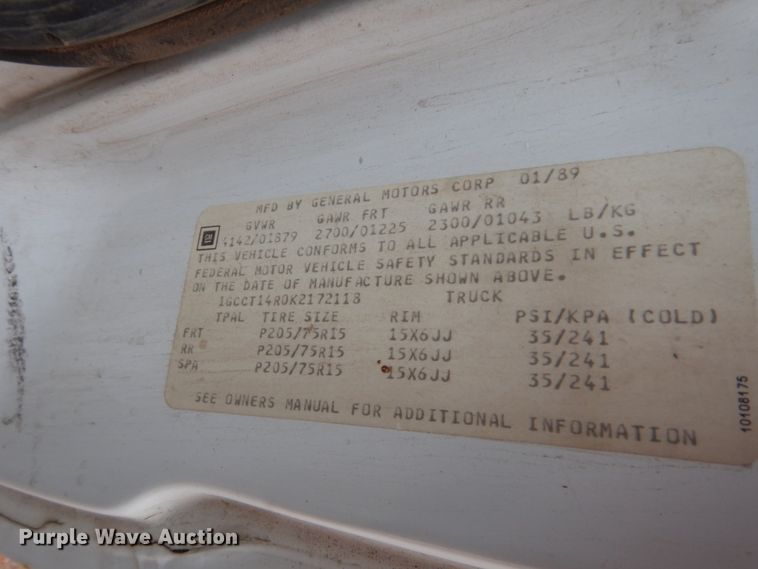 MFD BY GENERAL MOTORS CORP 01/89
GVWR GAWR FRT GAWR RR
4142/01879 2700/01225 2300/01043 LB/KG
THIS VEHICLE CONFORMS TO ALL APPLICABLE U.S.
FEDERAL MOTOR VEHICLE SAFETY STANDARDS IN EFFECT
ON THE DATE OF MANUFACTURE SHOWN ABOVE.
1GCCT14R0K2172118 TRUCK
TPAL TIRE SIZE RIM PSI/KPA (COLD)
FRT P205/75R15 15X6JJ 35/241
RR P205/75R15 15X6JJ 35/241
SPA P205/75R15 15X6JJ 35/241
SEE OWNERS MANUAL FOR ADDITIONAL INFORMATION
10108175
GM
Purple Wave Auction